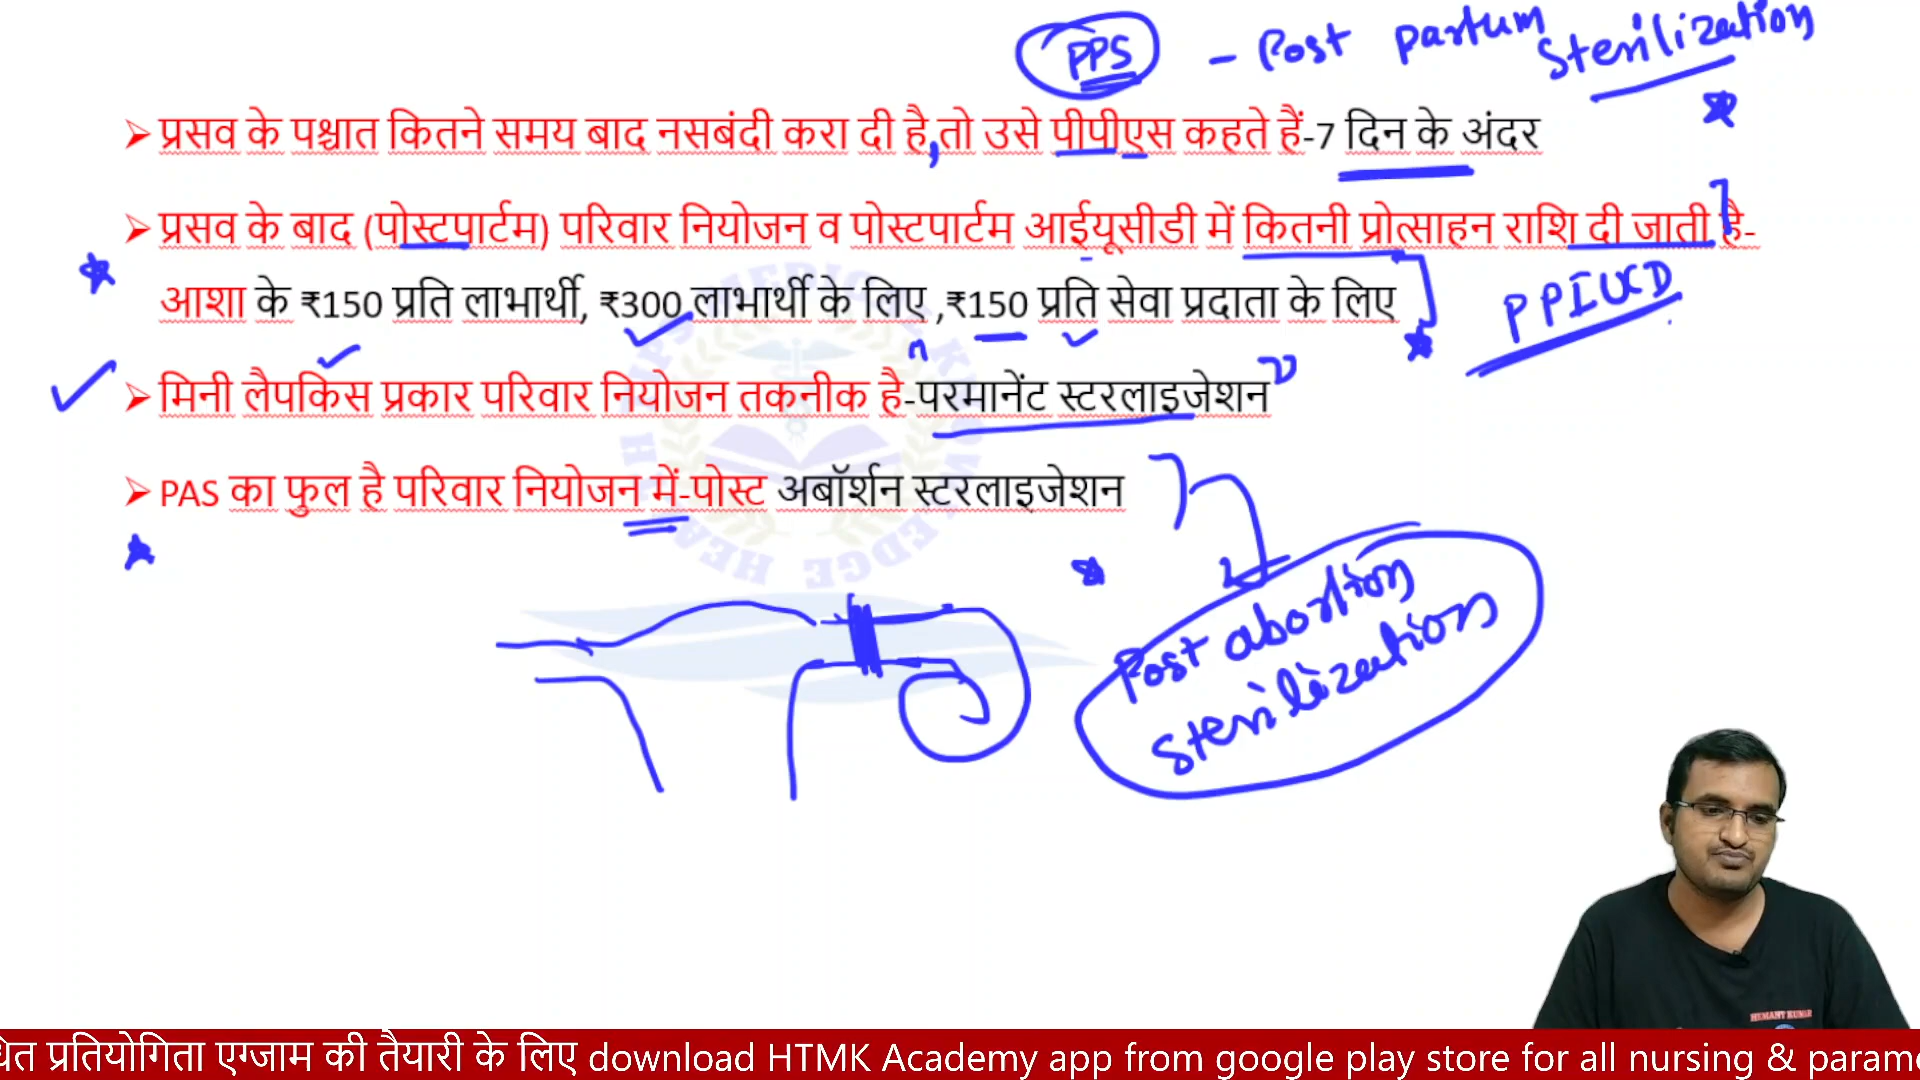 PPS - Post partum sterilization
➢ प्रसव के पश्चात कितने समय बाद नसबंदी करा दी है,तो उसे पीपीएस कहते हैं-7 दिन के अंदर
➢ प्रसव के बाद (पोस्टपार्टम) परिवार नियोजन व पोस्टपार्टम आईयूसीडी में कितनी प्रोत्साहन राशि दी जाती है-
आशा के ₹150 प्रति लाभार्थी, ₹300 लाभार्थी के लिए ,₹150 प्रति सेवा प्रदाता के लिए
PPIUCD
➢ मिनी लैपकिस प्रकार परिवार नियोजन तकनीक है-परमानेंट स्टरलाइजेशन
➢ PAS का फुल है परिवार नियोजन में-पोस्ट अबॉर्शन स्टरलाइजेशन
Post abortion
sterilization
HEMANT KUMAR
प्रतियोगिता एग्जाम की तैयारी के लिए download HTMK Academy app from google play store for all nursing & param